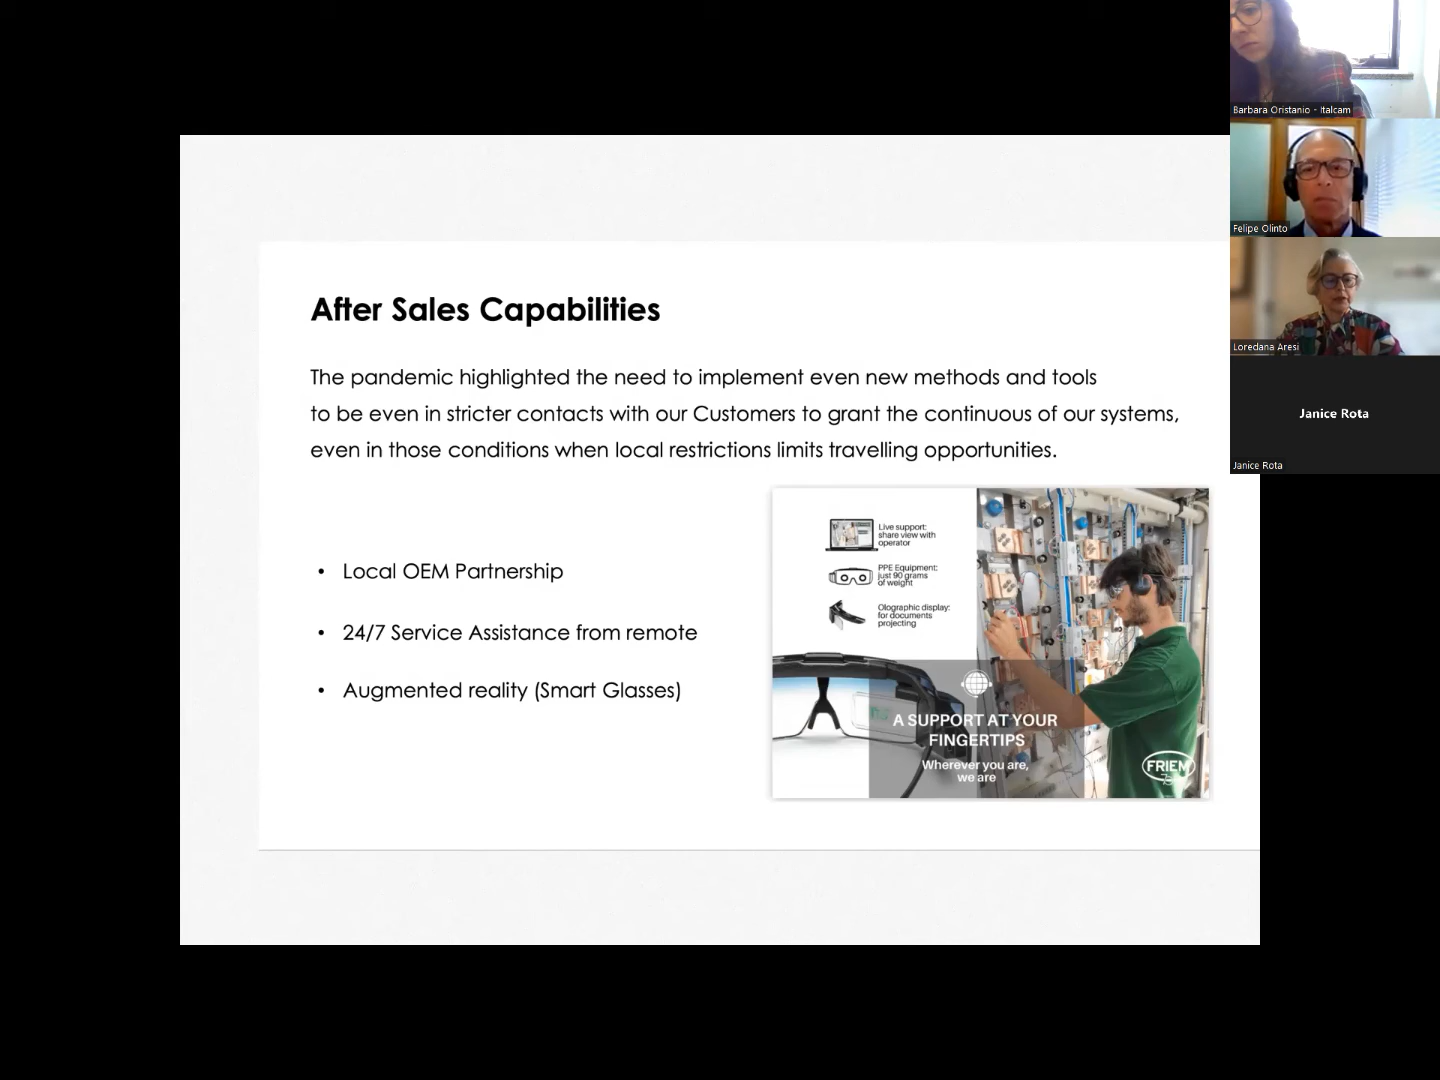 Barbara Oristanio - Italcam
Felipe Olinto
Loredana Aresi
Janice Rota
Janice Rota
After Sales Capabilities
The pandemic highlighted the need to implement even new methods and tools
to be even in stricter contacts with our Customers to grant the continuous of our systems,
even in those conditions when local restrictions limits travelling opportunities.
• Local OEM Partnership
• 24/7 Service Assistance from remote
• Augmented reality (Smart Glasses)
Live support:
share view with
operator
PPE Equipment:
just 90 grams
of weight
Olographic display:
for documents
projecting
A SUPPORT AT YOUR
FINGERTIPS
Wherever you are,
we are
FRIEM